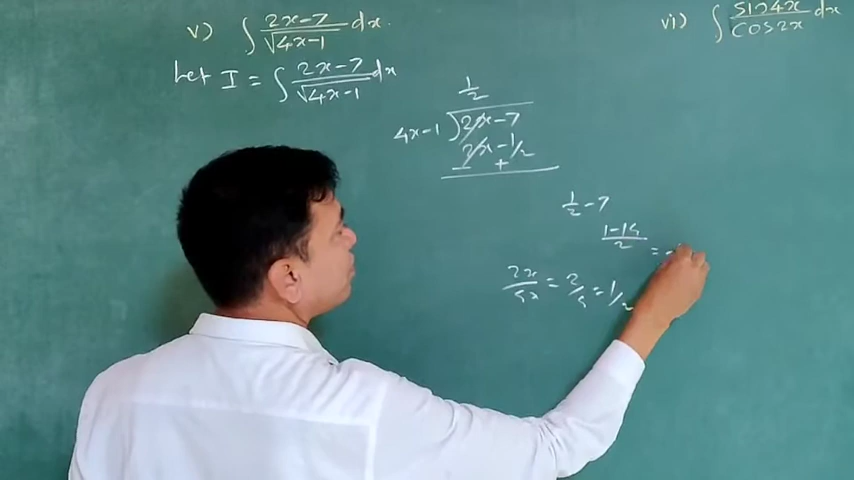 v) ∫ 2x-7/√4x-1 dx.
vi) ∫ sin4x/cos2x dx
Let I = ∫ 2x-7/√4x-1 dx
1/2
4x-1 ) 2x-7
2x-1/2
- +
1/2 -7
1-14/2 = -
2x/4x = 2/4 = 1/2